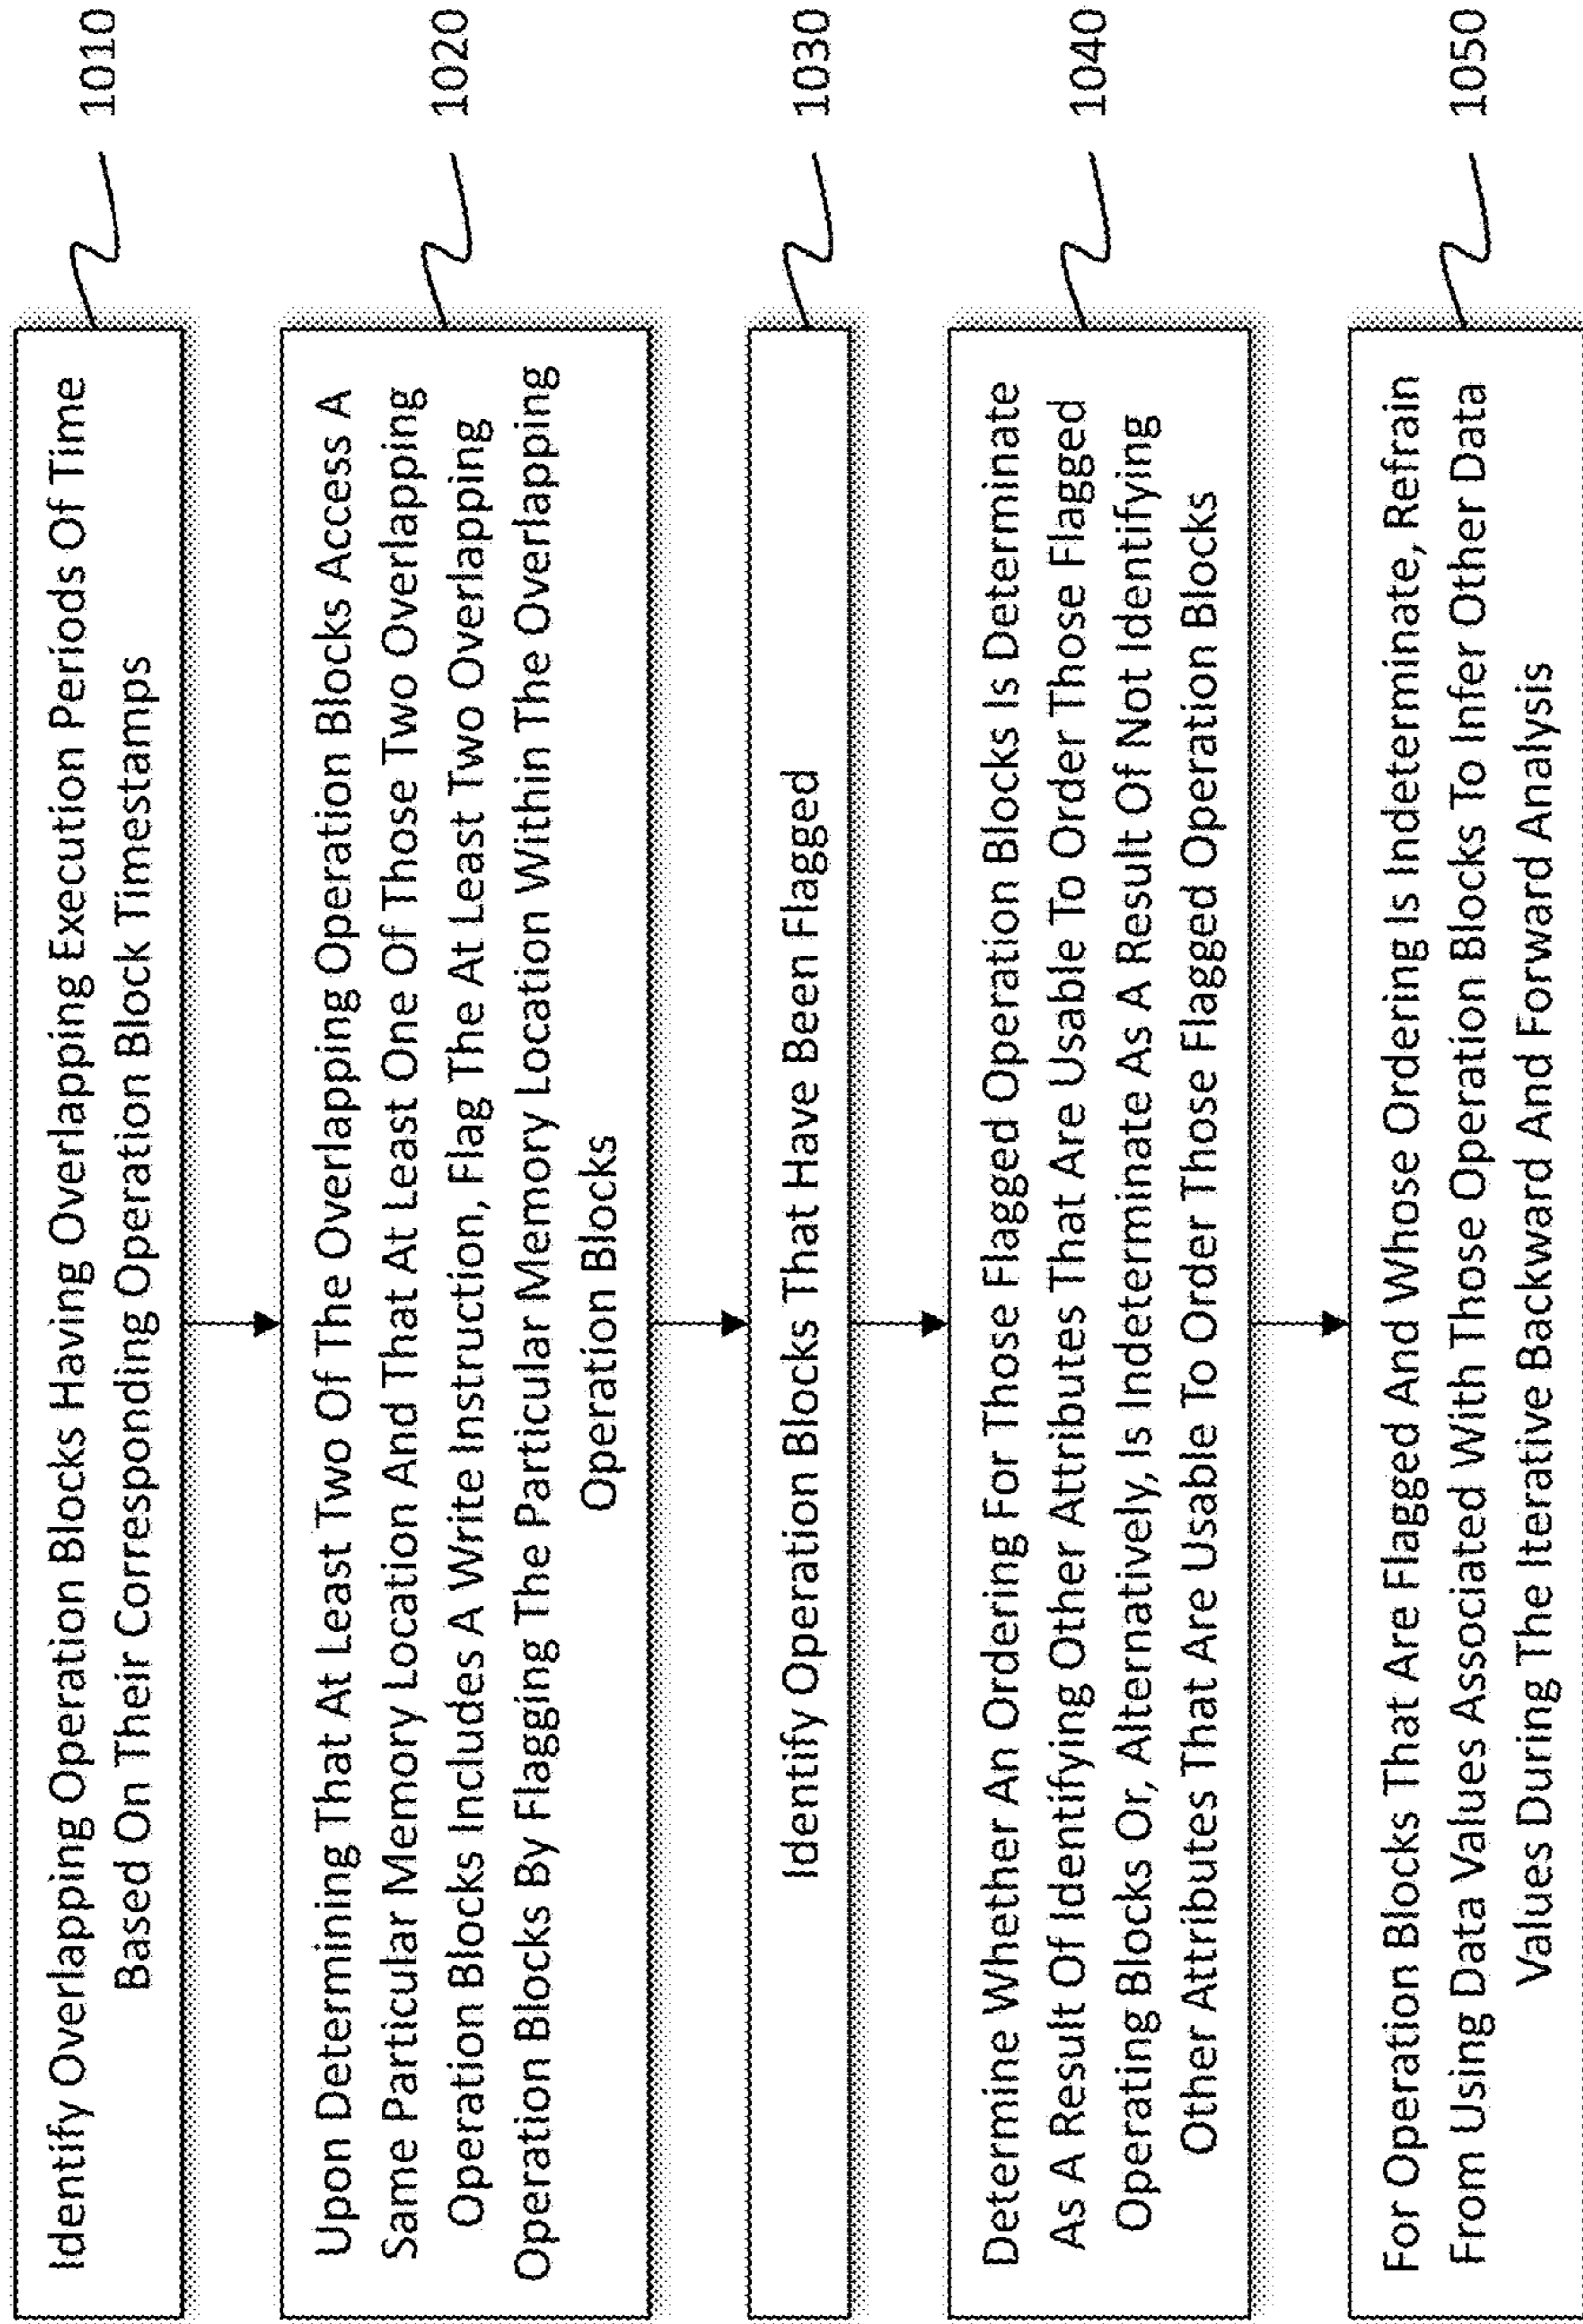 Identify Overlapping Operation Blocks Having Overlapping Execution Periods Of Time
Based On Their Corresponding Operation Block Timestamps
1010
Upon Determining That At Least Two Of The Overlapping Operation Blocks Access A
Same Particular Memory Location And That At Least One Of Those Two Overlapping
Operation Blocks Includes A Write Instruction, Flag The At Least Two Overlapping
Operation Blocks By Flagging The Particular Memory Location Within The Overlapping
Operation Blocks
1020
Identify Operation Blocks That Have Been Flagged
1030
Determine Whether An Ordering For Those Flagged Operation Blocks Is Determinate
As A Result Of Identifying Other Attributes That Are Usable To Order Those Flagged
Operating Blocks Or, Alternatively, Is Indeterminate As A Result Of Not Identifying
Other Attributes That Are Usable To Order Those Flagged Operation Blocks
1040
For Operation Blocks That Are Flagged And Whose Ordering Is Indeterminate, Refrain
From Using Data Values Associated With Those Operation Blocks To Infer Other Data
Values During The Iterative Backward And Forward Analysis
1050